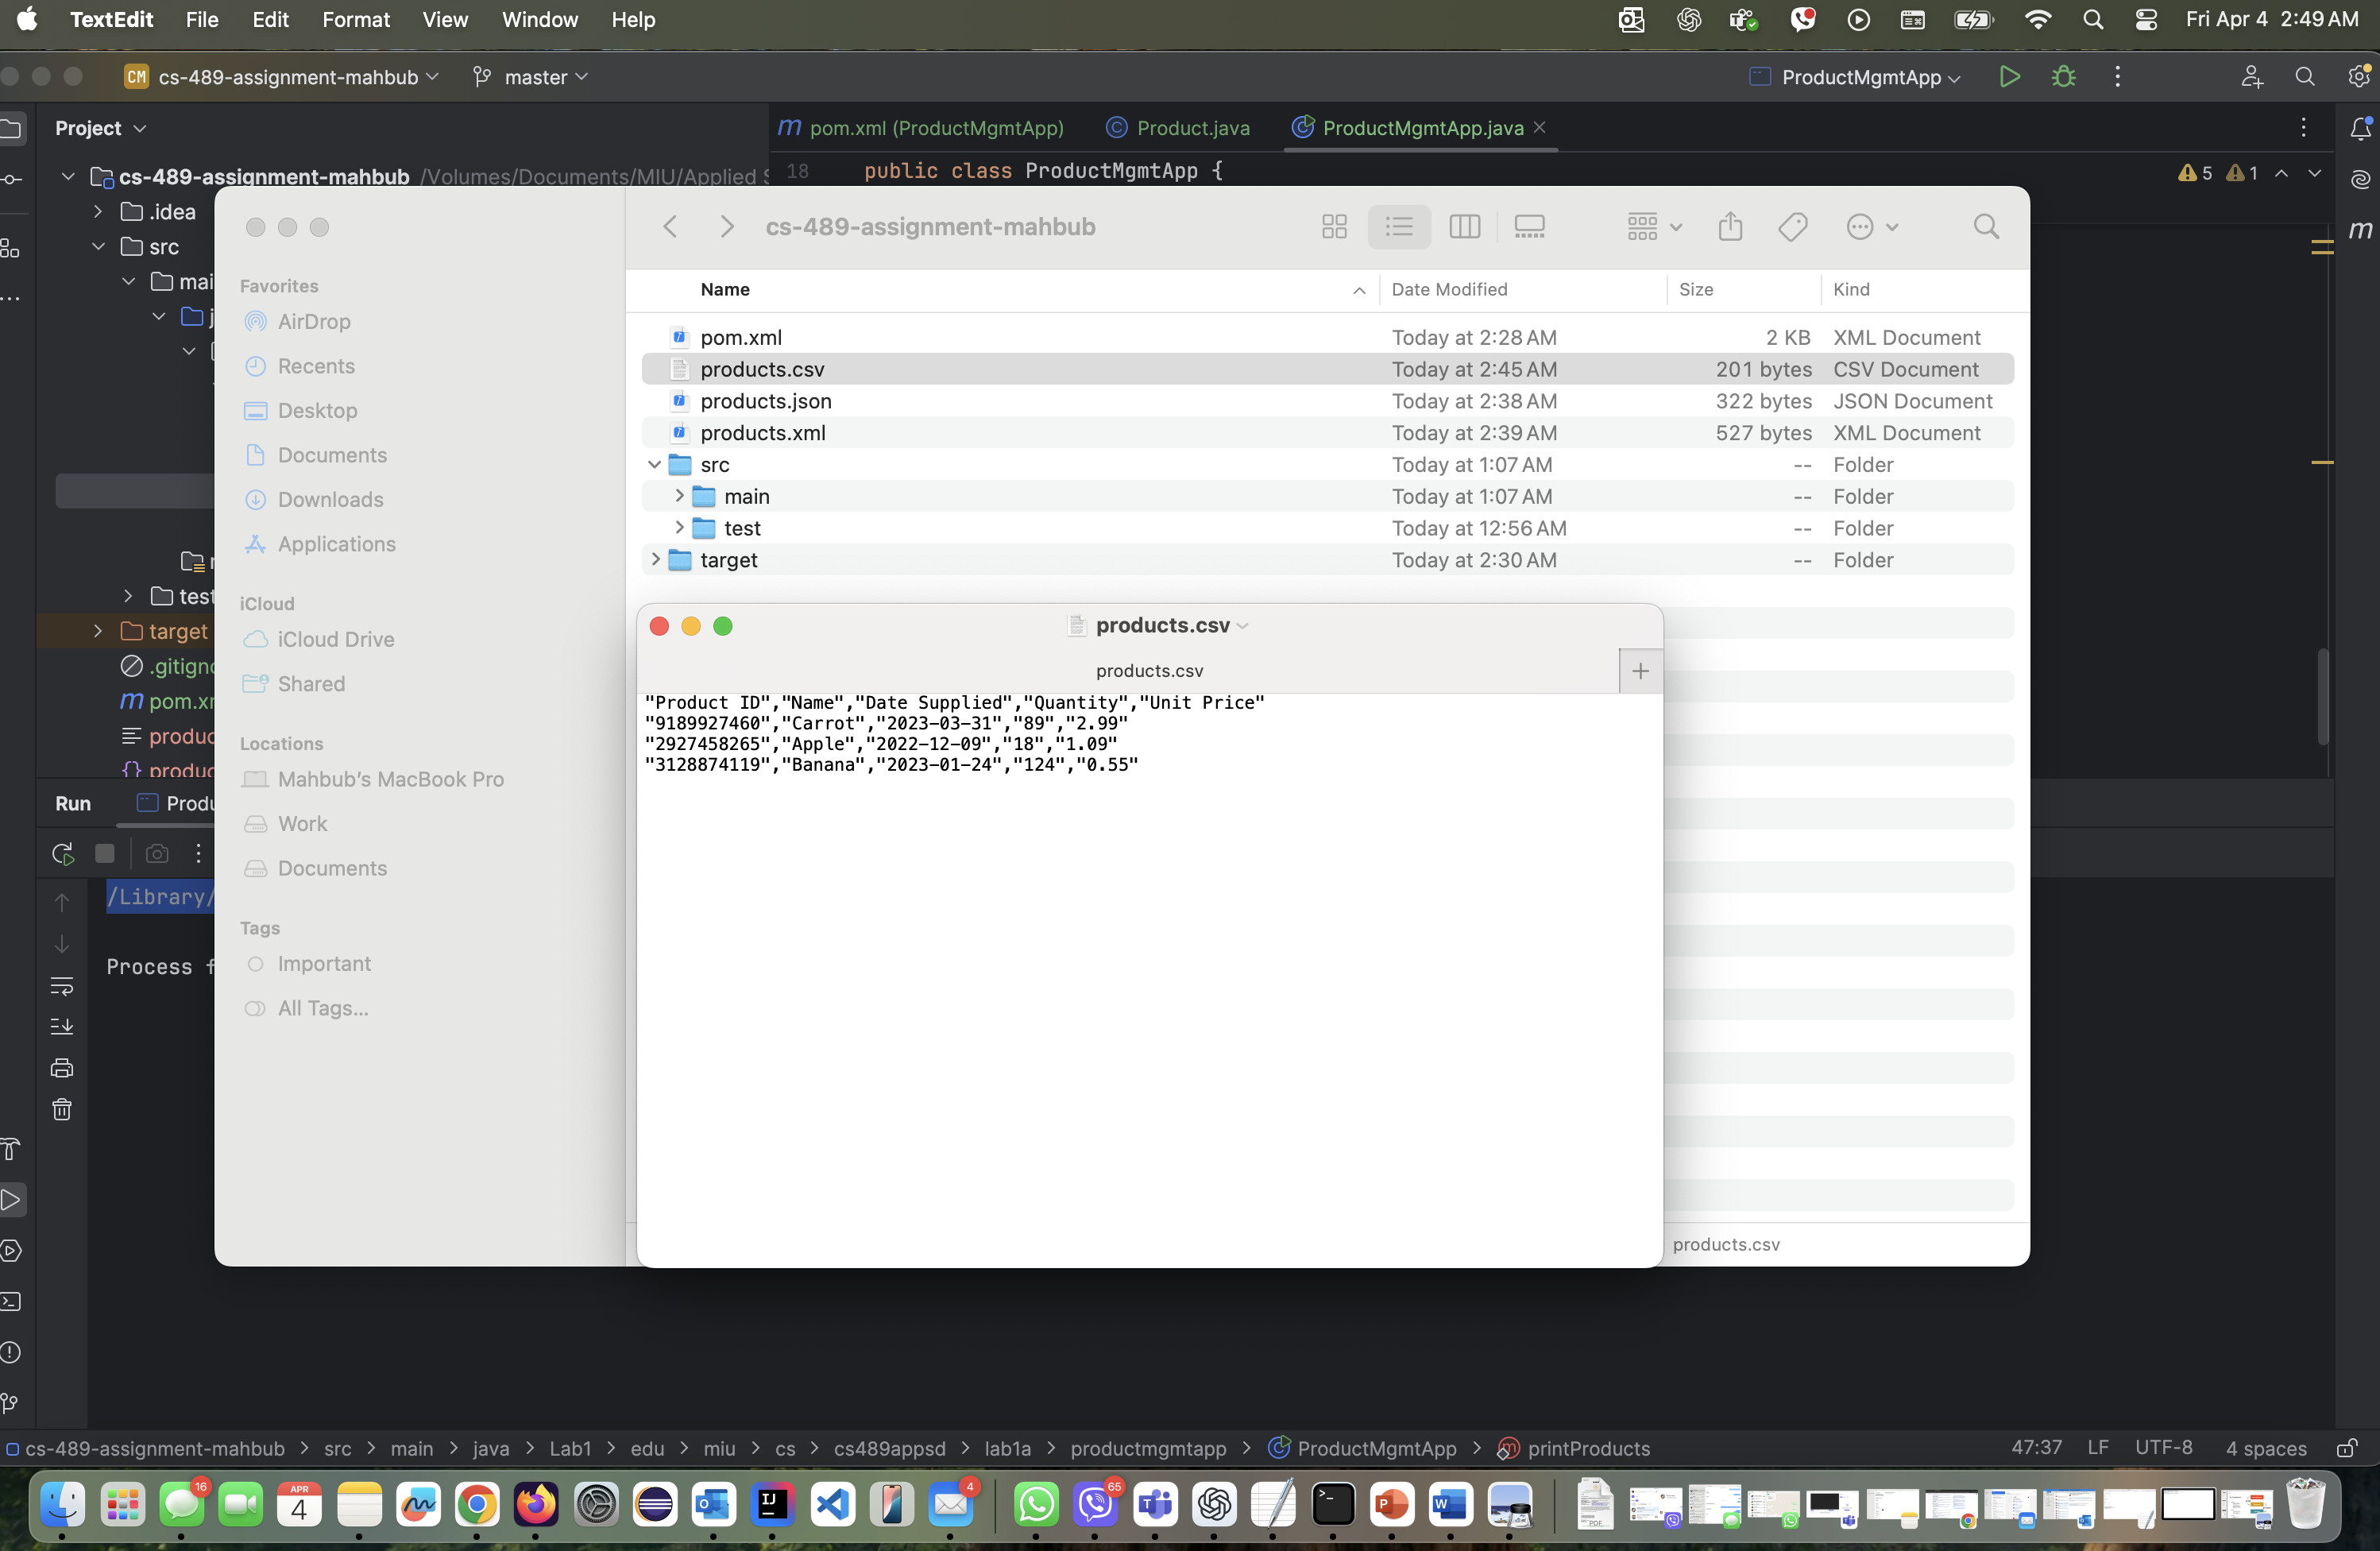 TextEdit File Edit Format View Window Help Fri Apr 4 2:49 AM
CM cs-489-assignment-mahbub master ProductMgmtApp
Project
m pom.xml (ProductMgmtApp) Product.java ProductMgmtApp.java
cs-489-assignment-mahbub /Volumes/Documents/MIU/Applied S
18 public class ProductMgmtApp { 5 1
.idea
src
mai
j
test
target
.gitigno
m pom.xm
produc
{} produc
cs-489-assignment-mahbub
Favorites
AirDrop
Recents
Desktop
Documents
Downloads
Applications
iCloud
iCloud Drive
Shared
Locations
Mahbub's MacBook Pro
Work
Documents
Tags
Important
All Tags...
Name Date Modified Size Kind
pom.xml Today at 2:28 AM 2 KB XML Document
products.csv Today at 2:45 AM 201 bytes CSV Document
products.json Today at 2:38 AM 322 bytes JSON Document
products.xml Today at 2:39 AM 527 bytes XML Document
src Today at 1:07 AM -- Folder
main Today at 1:07 AM -- Folder
test Today at 12:56 AM -- Folder
target Today at 2:30 AM -- Folder
products.csv
products.csv
"Product ID","Name","Date Supplied","Quantity","Unit Price"
"9189927460","Carrot","2023-03-31","89","2.99"
"2927458265","Apple","2022-12-09","18","1.09"
"3128874119","Banana","2023-01-24","124","0.55"
products.csv
Run Produ
/Library/
Process f
cs-489-assignment-mahbub > src > main > java > Lab1 > edu > miu > cs > cs489appsd > lab1a > productmgmtapp > ProductMgmtApp > printProducts 47:37 LF UTF-8 4 spaces
16 APR 4 4 65